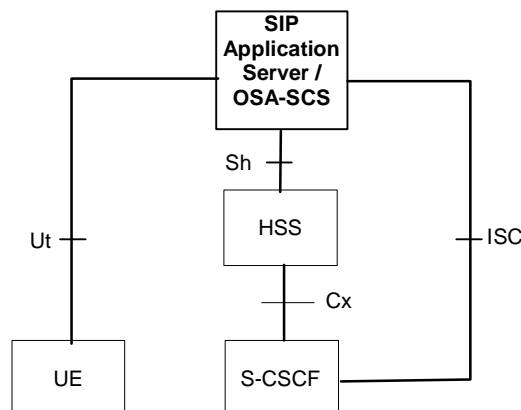 SIP
Application
Server /
OSA-SCS
Sh
HSS
Ut
ISC
Cx
UE
S-CSCF